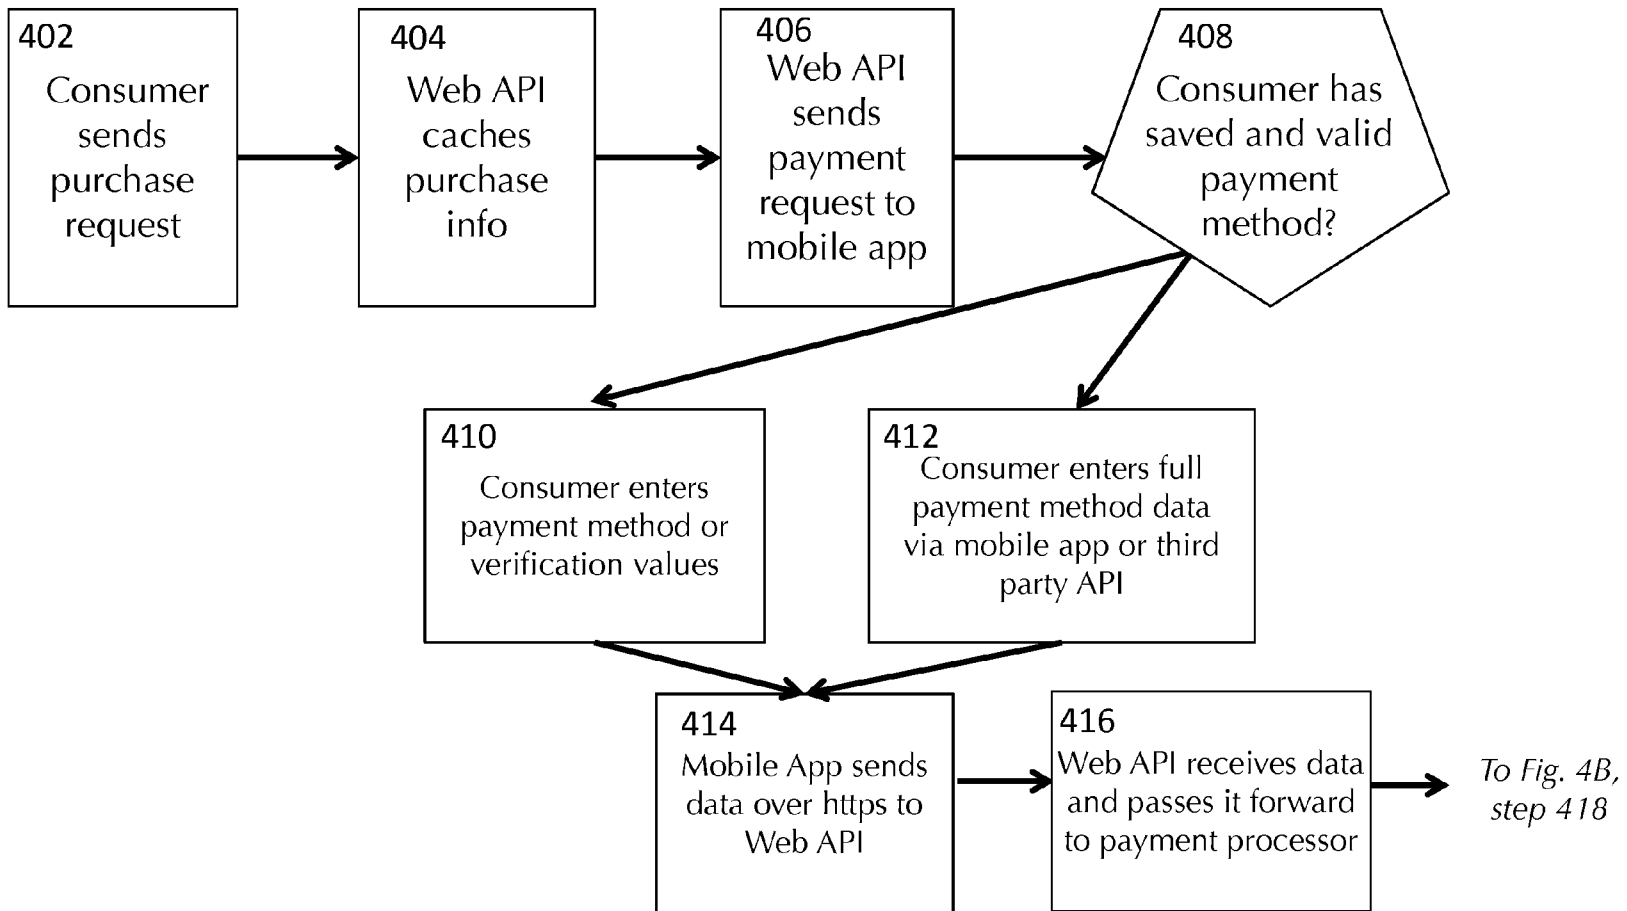 402
Consumer
sends
purchase
request
404
Web API
caches
purchase
info
406
Web API
sends
payment
request to
mobile app
408
Consumer has
saved and valid
payment
method?
410
Consumer enters
payment method or
verification values
412
Consumer enters full
payment method data
via mobile app or third
party API
414
Mobile App sends
data over https to
Web API
416
Web API receives data
and passes it forward
to payment processor
To Fig. 4B,
step 418